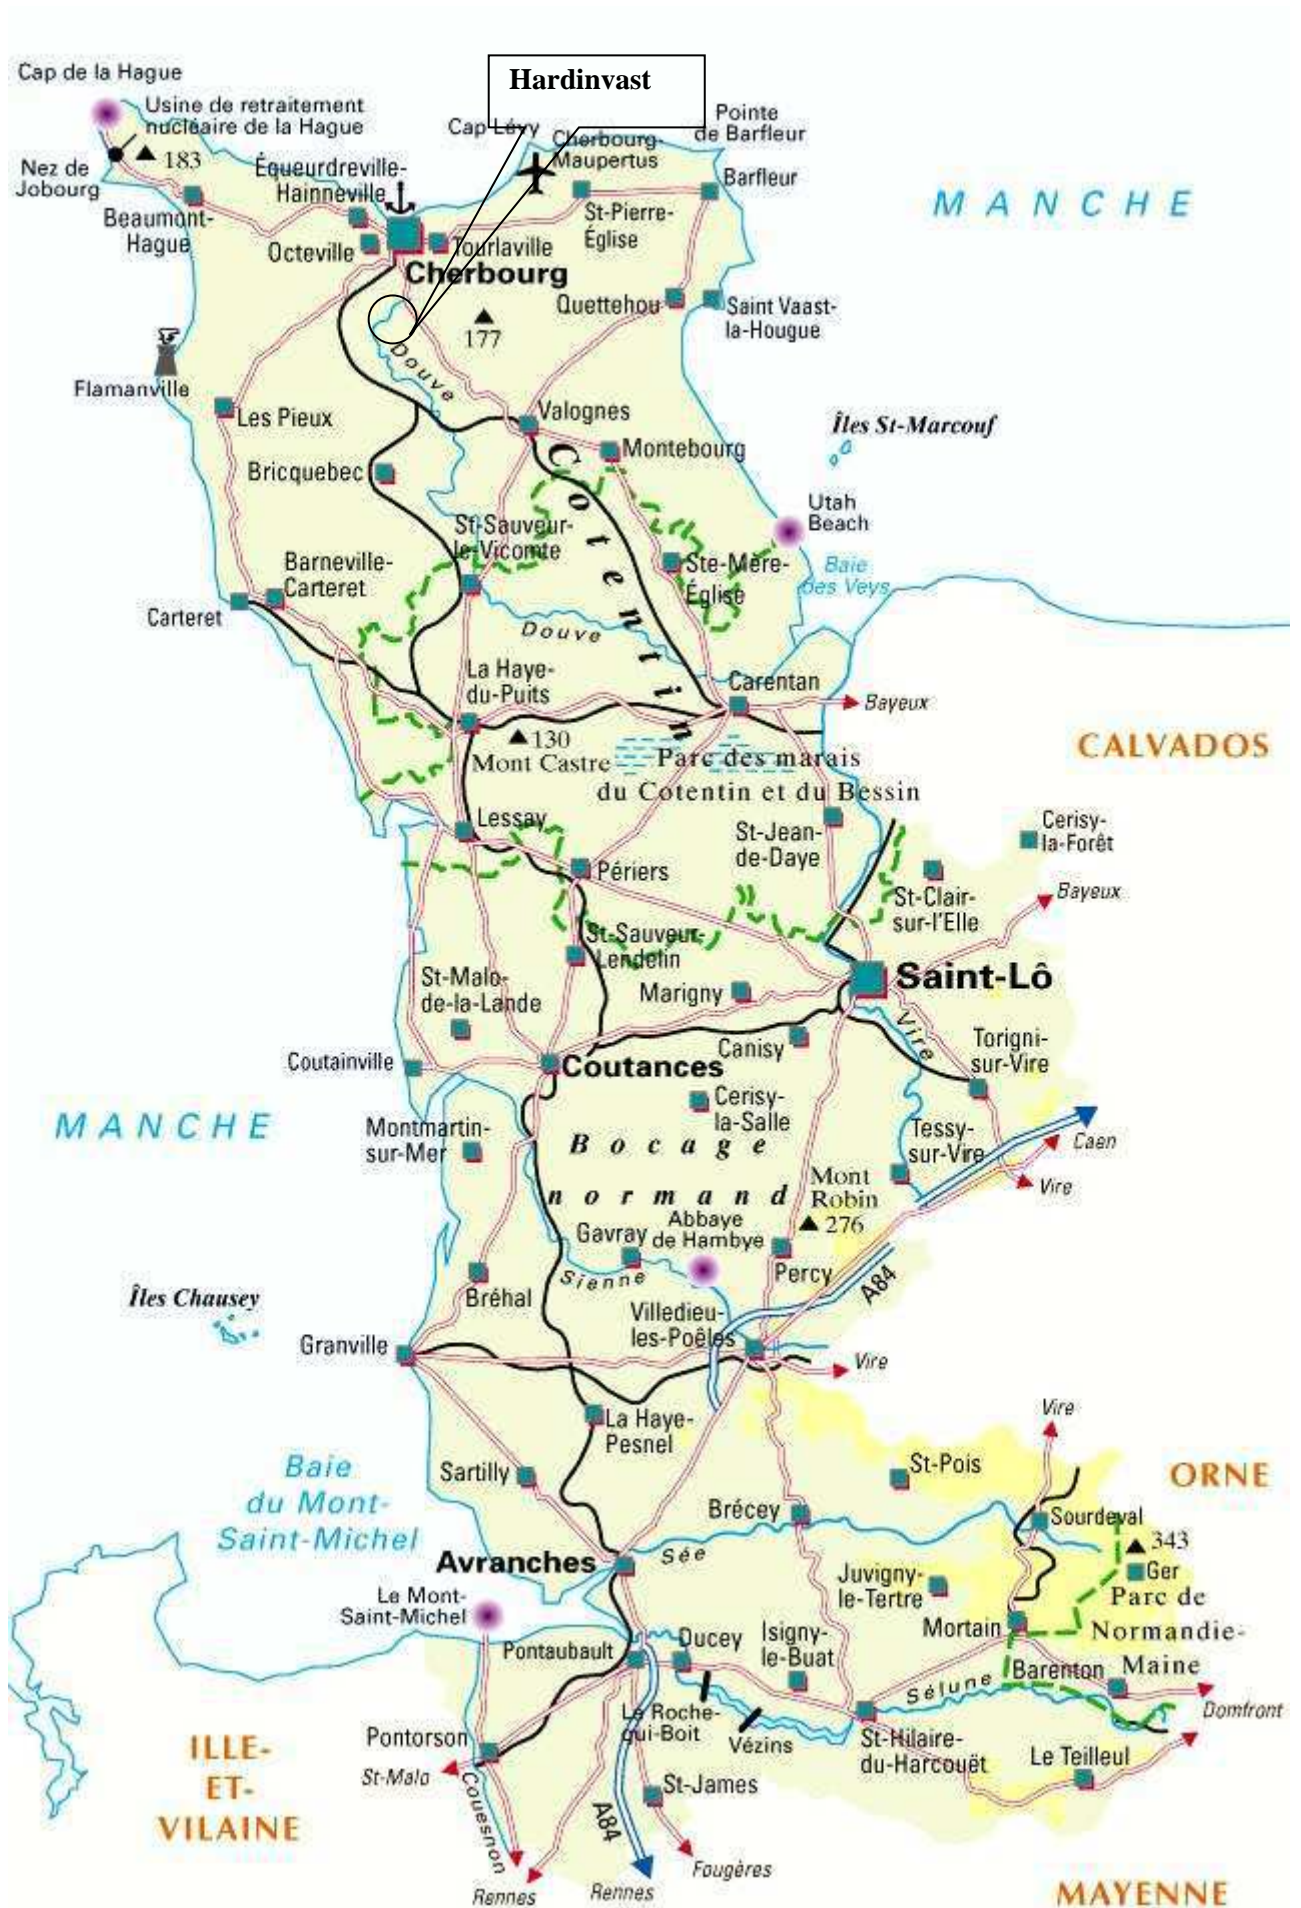 Hardinvast
Cap de la Hague
Usine de retraitement
nucléaire de la Hague
183
Nez de
Jobourg
Beaumont-
Hague
Équeurdreville-
Hainneville
Octeville
Cherbourg
Tourlaville
Cap Lévy
Cherbourg-
Maupertus
Pointe
de Barfleur
Barfleur
St-Pierre-
Église
MANCHE
Quettehou
Saint Vaast-
la-Hougue
177
Douve
Flamanville
Les Pieux
Valognes
Montebourg
Îles St-Marcouf
Bricquebec
Cotentin
Utah
Beach
St-Sauveur-
le-Vicomte
Ste-Mère-
Église
Baie
des Veys
Barneville-
Carteret
Carteret
Douve
La Haye-
du-Puits
Carentan
Bayeux
130
Mont Castre
CALVADOS
Parc des marais
du Cotentin et du Bessin
Lessay
St-Jean-
de-Daye
Cerisy-
la-Forêt
Périers
St-Clair-
sur-l'Elle
Bayeux
St-Sauveur-
Lendelin
St-Malo-
de-la-Lande
Marigny
Saint-Lô
Vire
Canisy
Torigni-
sur-Vire
Coutainville
Coutances
Cerisy-
la-Salle
MANCHE
Montmartin-
sur-Mer
Bocage
normand
Tessy-
sur-Vire
Caen
Vire
Mont
Robin
276
Abbaye
de Hambye
Gavray
Sienne
Percy
A84
Bréhal
Îles Chausey
Villedieu-
les-Poêles
Granville
Vire
La Haye-
Pesnel
Vire
Baie
du Mont-
Saint-Michel
Sartilly
St-Pois
ORNE
Brécey
Sourdeval
343
Ger
Avranches
Sée
Juvigny-
le-Tertre
Parc de
Normandie-
Maine
Le Mont-
Saint-Michel
Mortain
Pontaubault
Ducey
Isigny-
le-Buat
Barenton
Sélune
Domfront
La Roche-
qui-Boit
Vézins
St-Hilaire-
du-Harcouët
Le Teilleul
Pontorson
St-Malo
Couesnon
St-James
A84
ILLE-
ET-
VILAINE
Rennes
Rennes
Fougères
MAYENNE